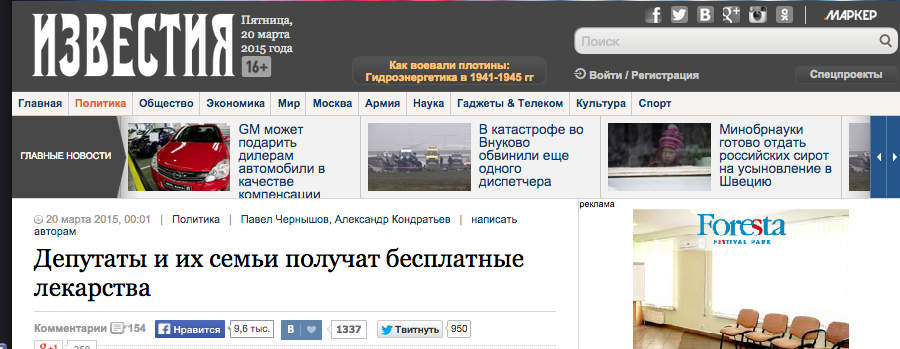 ИЗВЕСТИЯ
Пятница,
20 марта
2015 года
16+
Как воевали плотины:
Гидроэнергетика в 1941-1945 гг
МАРКЕР
Поиск
Войти / Регистрация
Спецпроекты
Главная Политика Общество Экономика Мир Москва Армия Наука Гаджеты & Телеком Культура Спорт
ГЛАВНЫЕ НОВОСТИ
GM может
подарить
дилерам
автомобили в
качестве
компенсации
В катастрофе во
Внуково
обвинили еще
одного
диспетчера
Минобрнауки
готово отдать
российских сирот
на усыновление в
Швецию
20 марта 2015, 00:01 | Политика | Павел Чернышов, Александр Кондратьев | написать
авторам
Депутаты и их семьи получат бесплатные
лекарства
Комментарии 154 Нравится 9,6 тыс. В 1337 Твитнуть 950
реклама
Foresta
FESTIVAL PARK